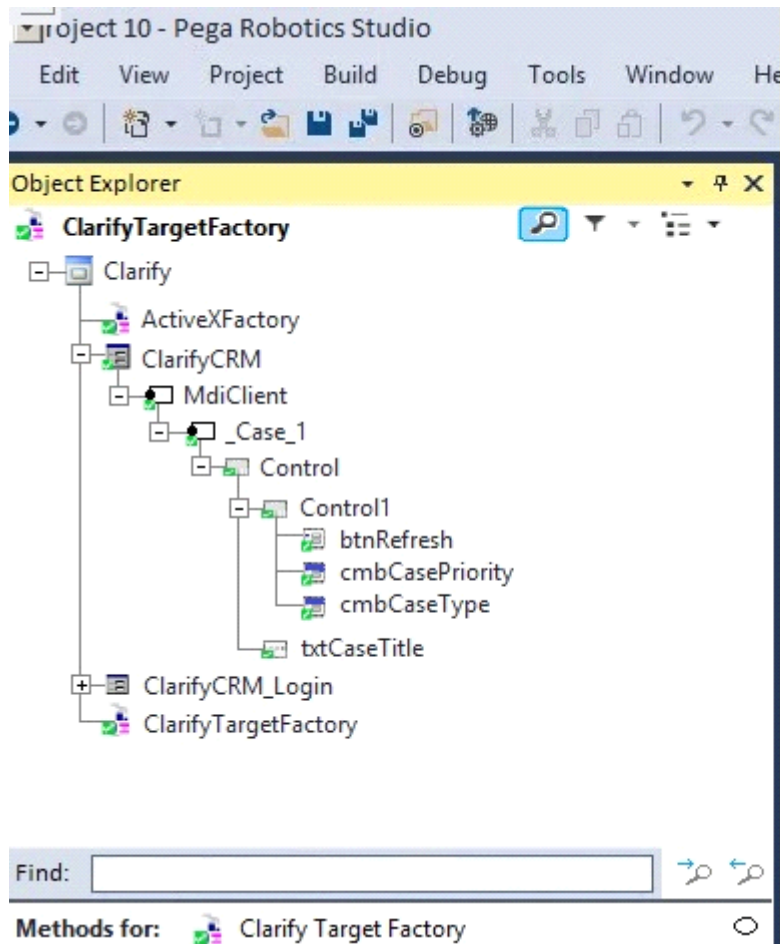 roject 10 - Pega Robotics Studio
Edit View Project Build Debug Tools Window He
Object Explorer
ClarifyTargetFactory
Clarify
ActiveXFactory
ClarifyCRM
MdiClient
_Case_1
Control
Control1
btnRefresh
cmbCasePriority
cmbCaseType
txtCaseTitle
ClarifyCRM_Login
ClarifyTargetFactory
Find:
Methods for: Clarify Target Factory